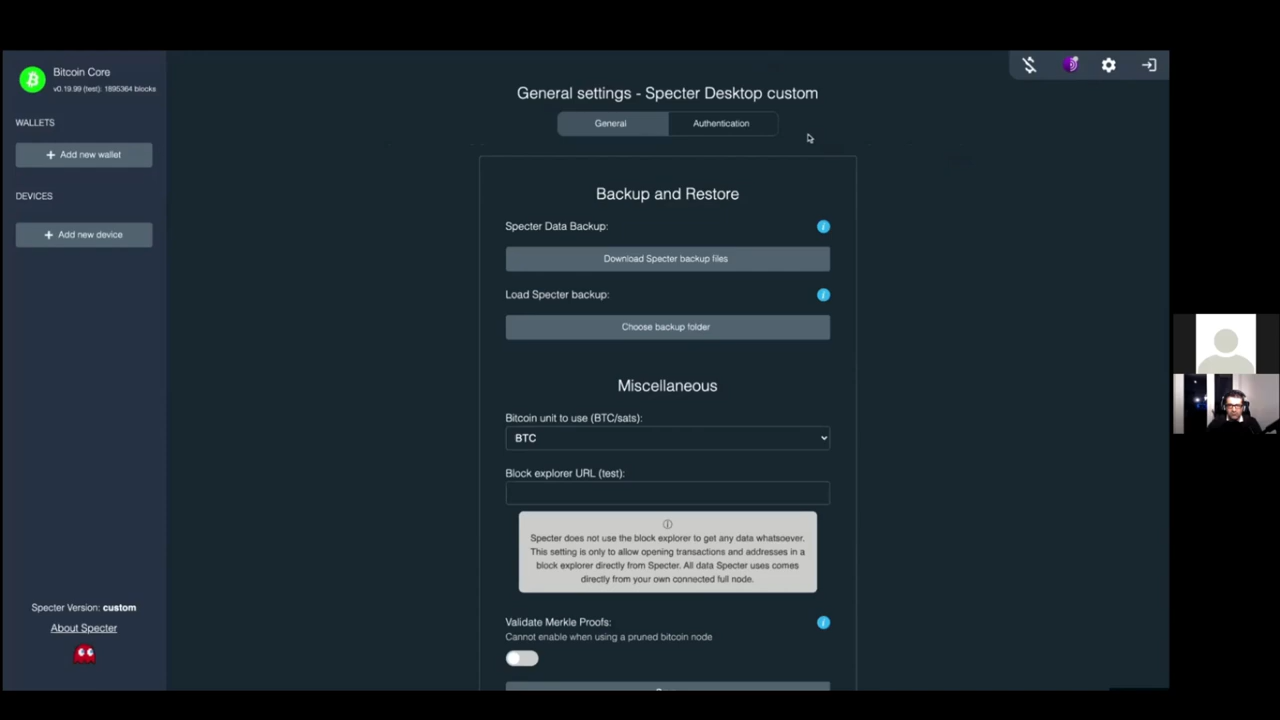 Bitcoin Core
v0.19.99 (test): 1895364 blocks
WALLETS
+ Add new wallet
DEVICES
+ Add new device
Specter Version: custom
About Specter
General settings - Specter Desktop custom
General
Authentication
Backup and Restore
Specter Data Backup:
Download Specter backup files
Load Specter backup:
Choose backup folder
Miscellaneous
Bitcoin unit to use (BTC/sats):
BTC
Block explorer URL (test):
Specter does not use the block explorer to get any data whatsoever.
This setting is only to allow opening transactions and addresses in a
block explorer directly from Specter. All data Specter uses comes
directly from your own connected full node.
Validate Merkle Proofs:
Cannot enable when using a pruned bitcoin node